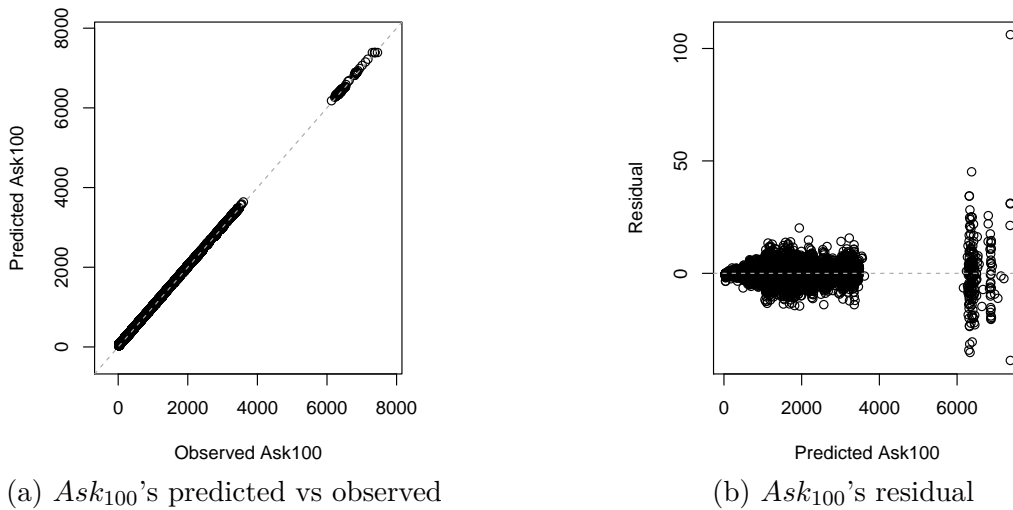 8000
6000
4000
2000
0
Predicted Ask100
0 2000 4000 6000 8000
Observed Ask100
(a) Ask100's predicted vs observed
100
50
0
Residual
0 2000 4000 6000
Predicted Ask100
(b) Ask100's residual